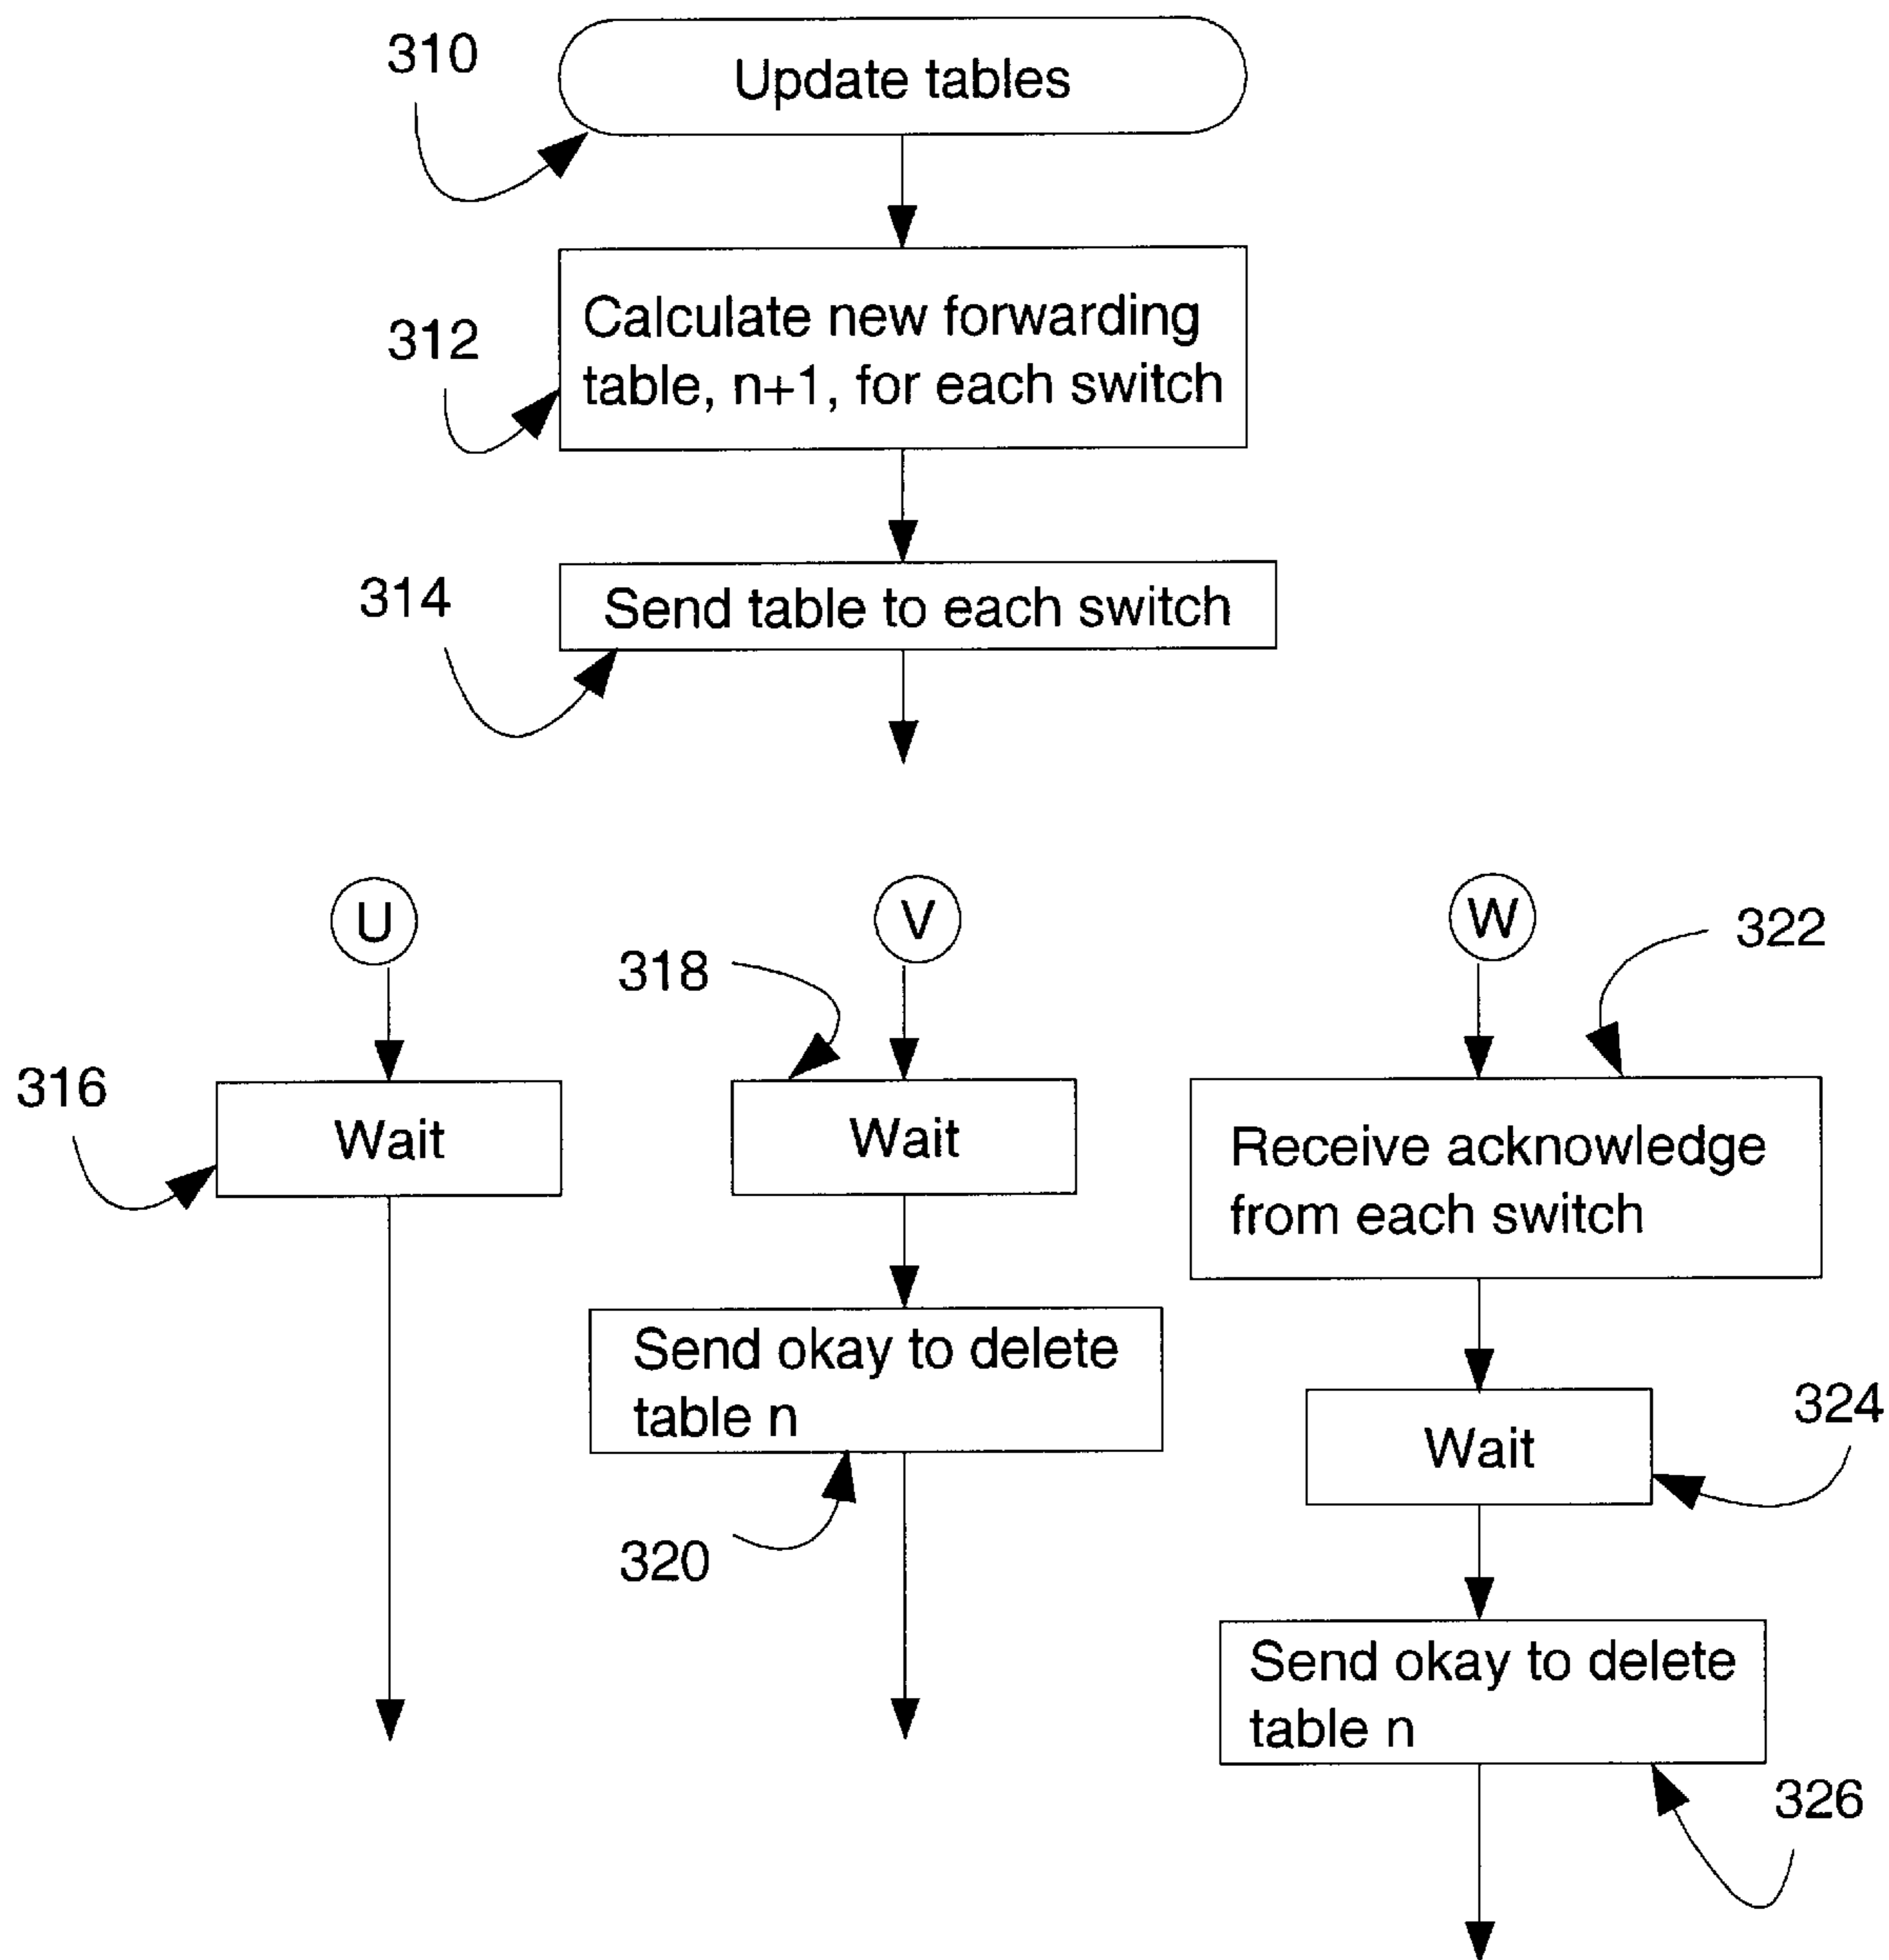 310
Update tables
312
Calculate new forwarding
table, n+1, for each switch
314
Send table to each switch
U
V
W
318
322
316
Wait
Wait
Receive acknowledge
from each switch
Send okay to delete
table n
320
324
Wait
Send okay to delete
table n
326